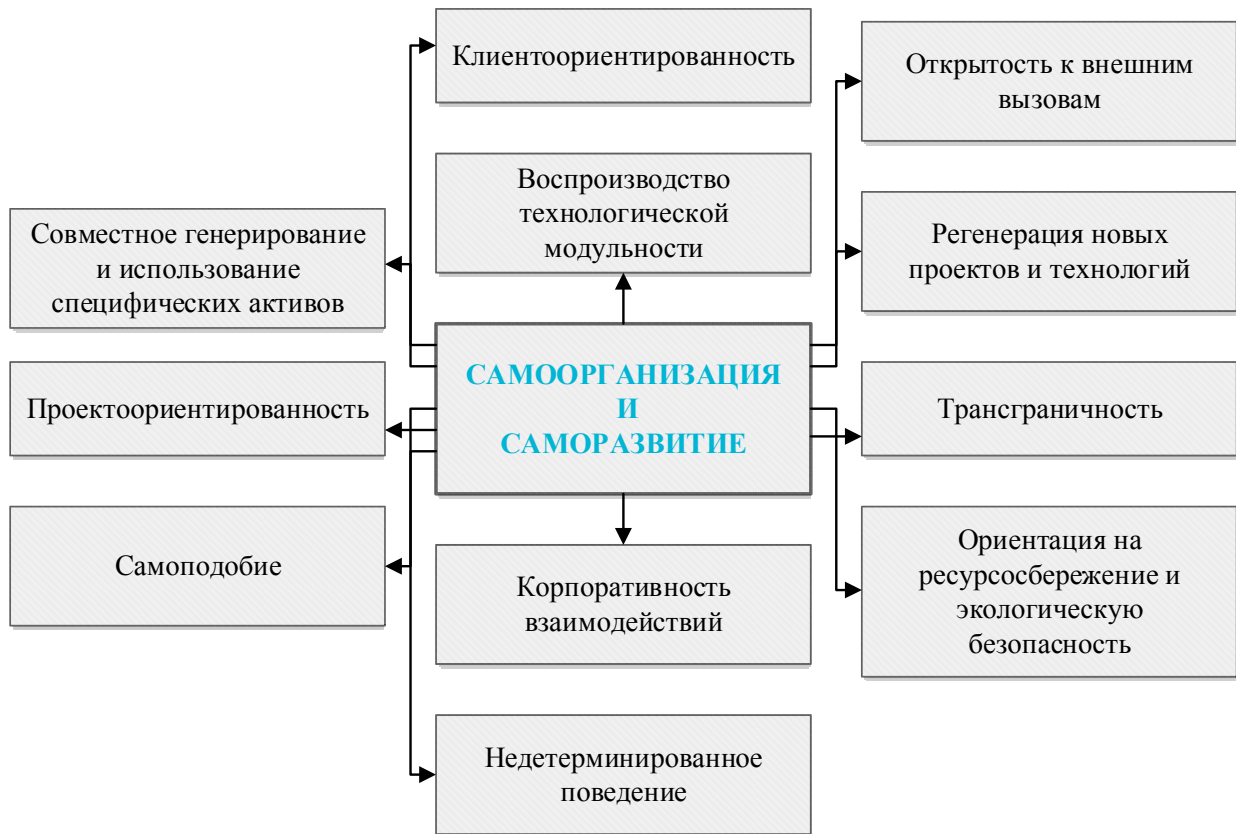 Клиентоориентированность
Открытость к внешним
вызовам
Воспроизводство
технологической
модульности
Совместное генерирование
и использование
специфических активов
Регенерация новых
проектов и технологий
САМООРГАНИЗАЦИЯ
И
САМОРАЗВИТИЕ
Проектоориентированность
Трансграничность
Самоподобие
Корпоративность
взаимодействий
Ориентация на
ресурсосбережение и
экологическую
безопасность
Недетерминированное
поведение